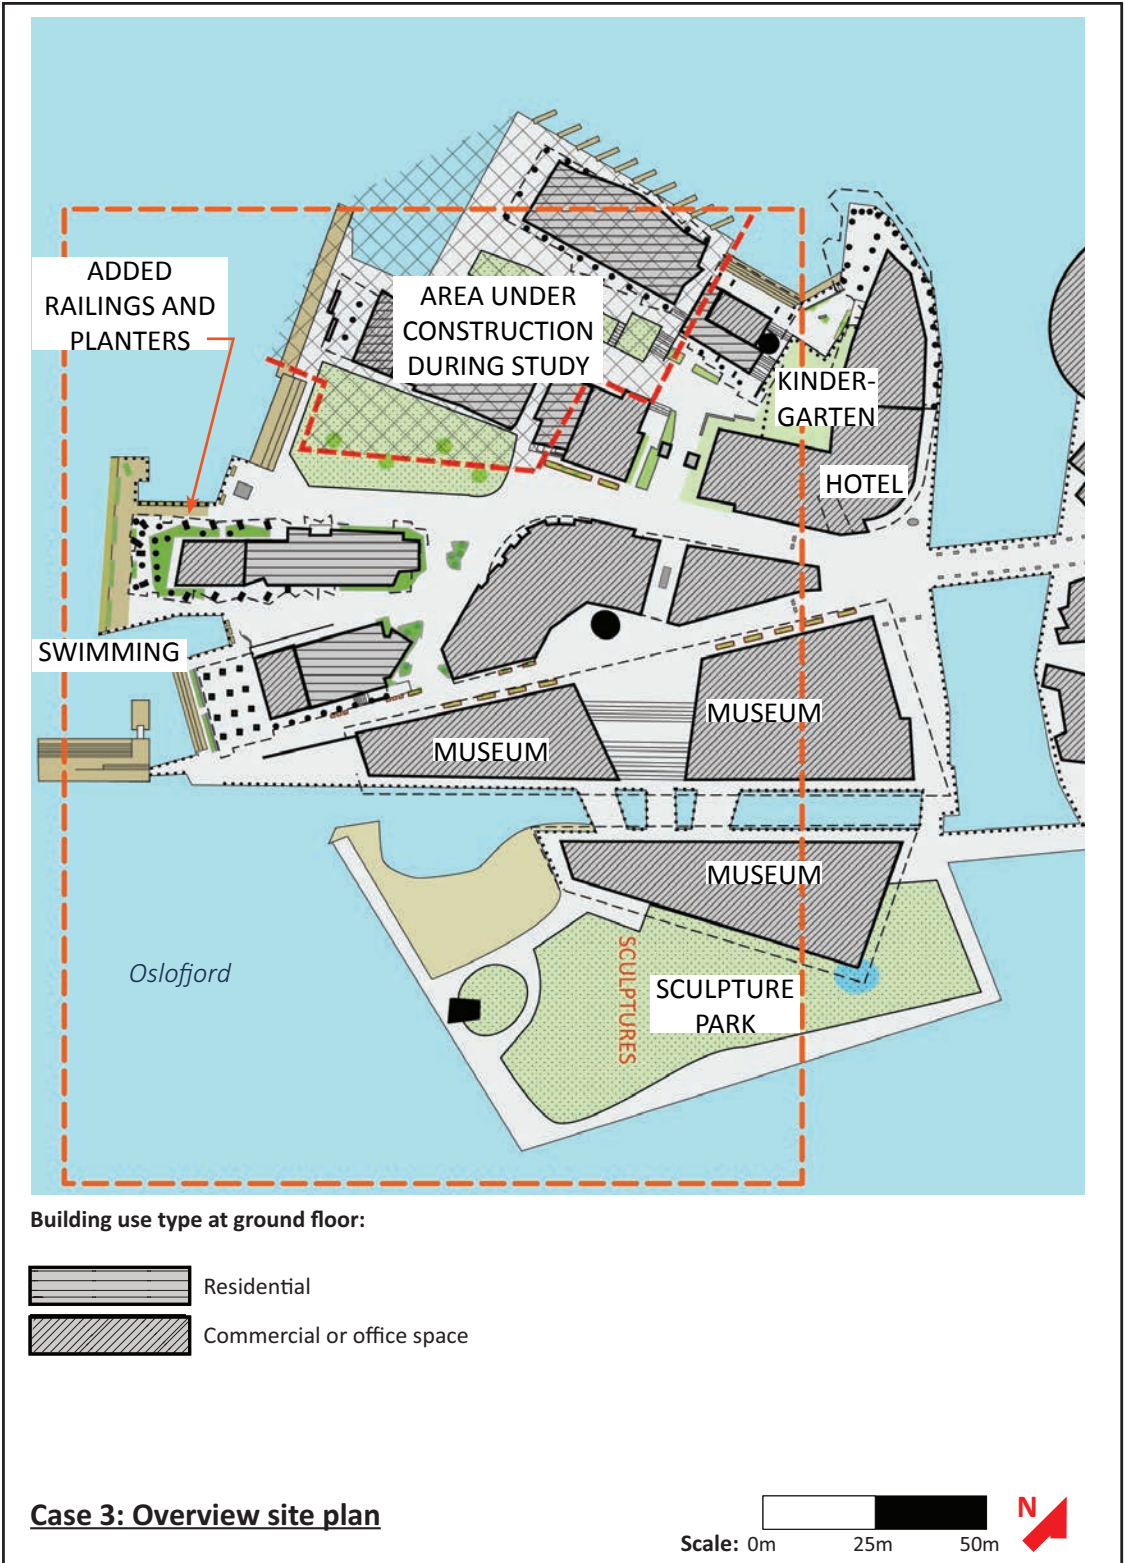 ADDED
RAILINGS AND
PLANTERS
AREA UNDER
CONSTRUCTION
DURING STUDY
KINDER-
GARTEN
HOTEL
SWIMMING
MUSEUM
MUSEUM
MUSEUM
Oslofjord
SCULPTURES
SCULPTURE
PARK
Building use type at ground floor:
Residential
Commercial or office space
Case 3: Overview site plan
Scale: 0m 25m 50m
N